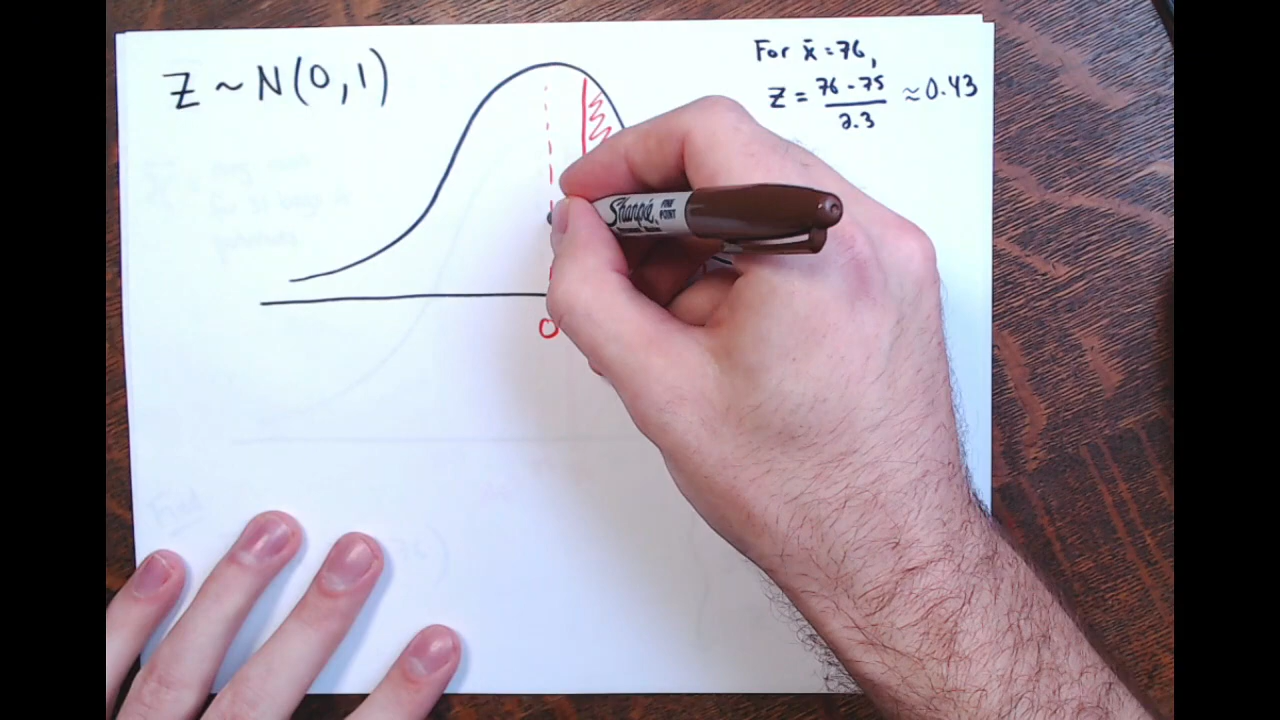 Z ~ N(0,1)
For x̄ = 76,
Z = 76 - 75 / 2.3 ≈ 0.43
Sharpie FINE POINT
0